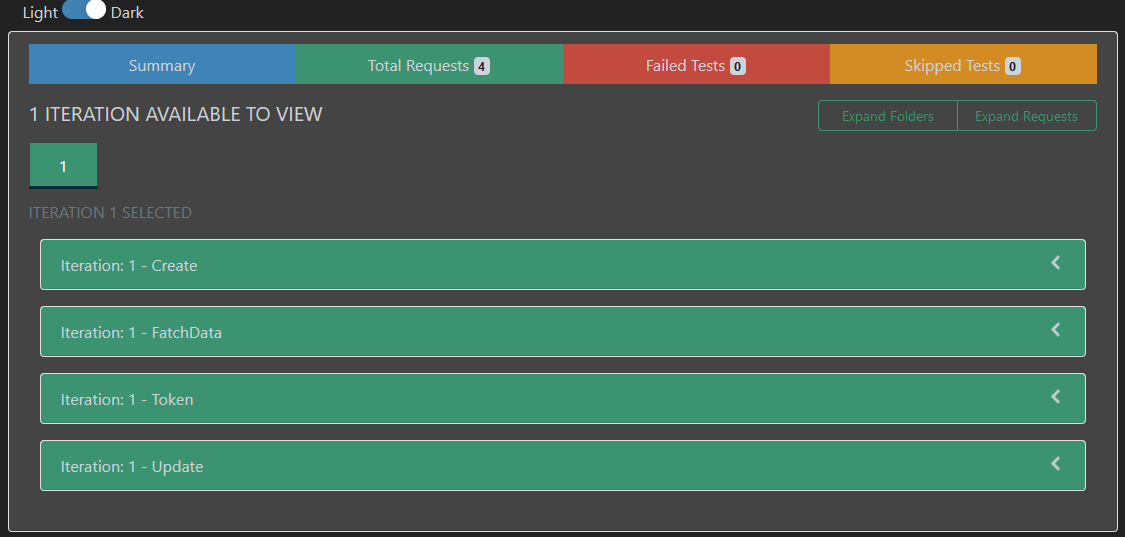 Light Dark
Summary Total Requests 4 Failed Tests 0 Skipped Tests 0
1 ITERATION AVAILABLE TO VIEW Expand Folders Expand Requests
1
ITERATION 1 SELECTED
Iteration: 1 - Create
Iteration: 1 - FatchData
Iteration: 1 - Token
Iteration: 1 - Update